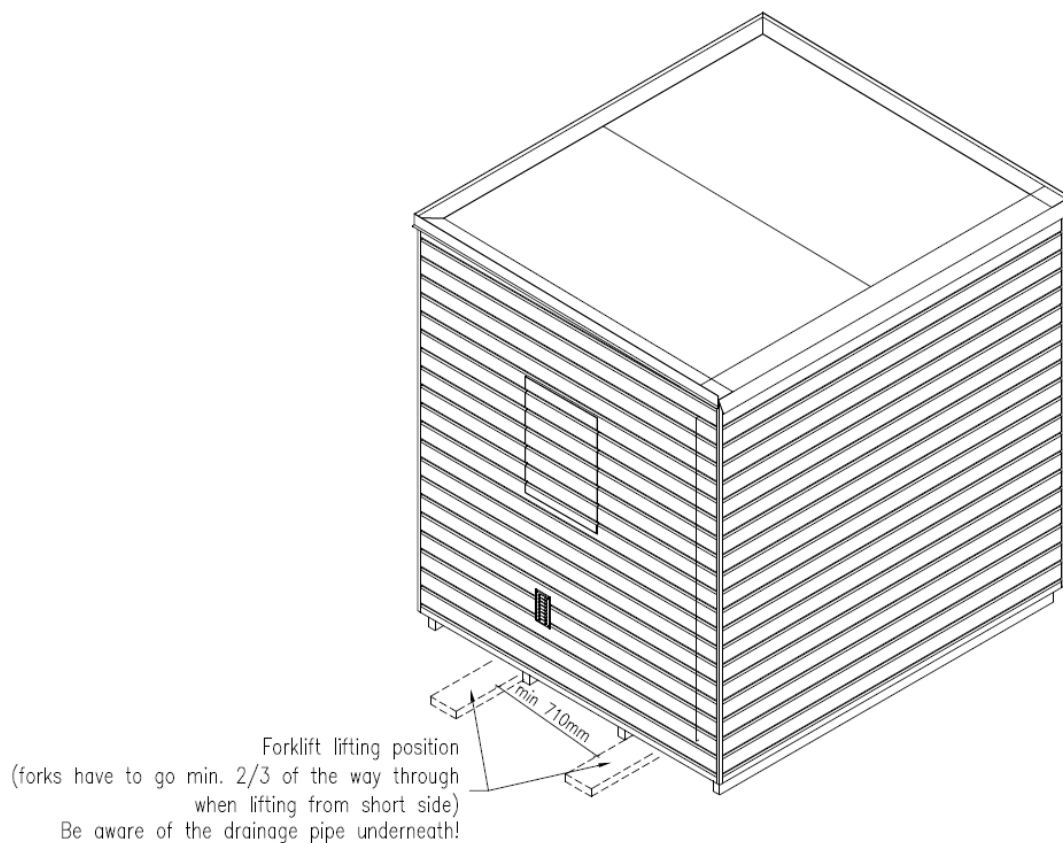 min 710mm
Forklift lifting position
(forks have to go min. 2/3 of the way through
when lifting from short side)
Be aware of the drainage pipe underneath!